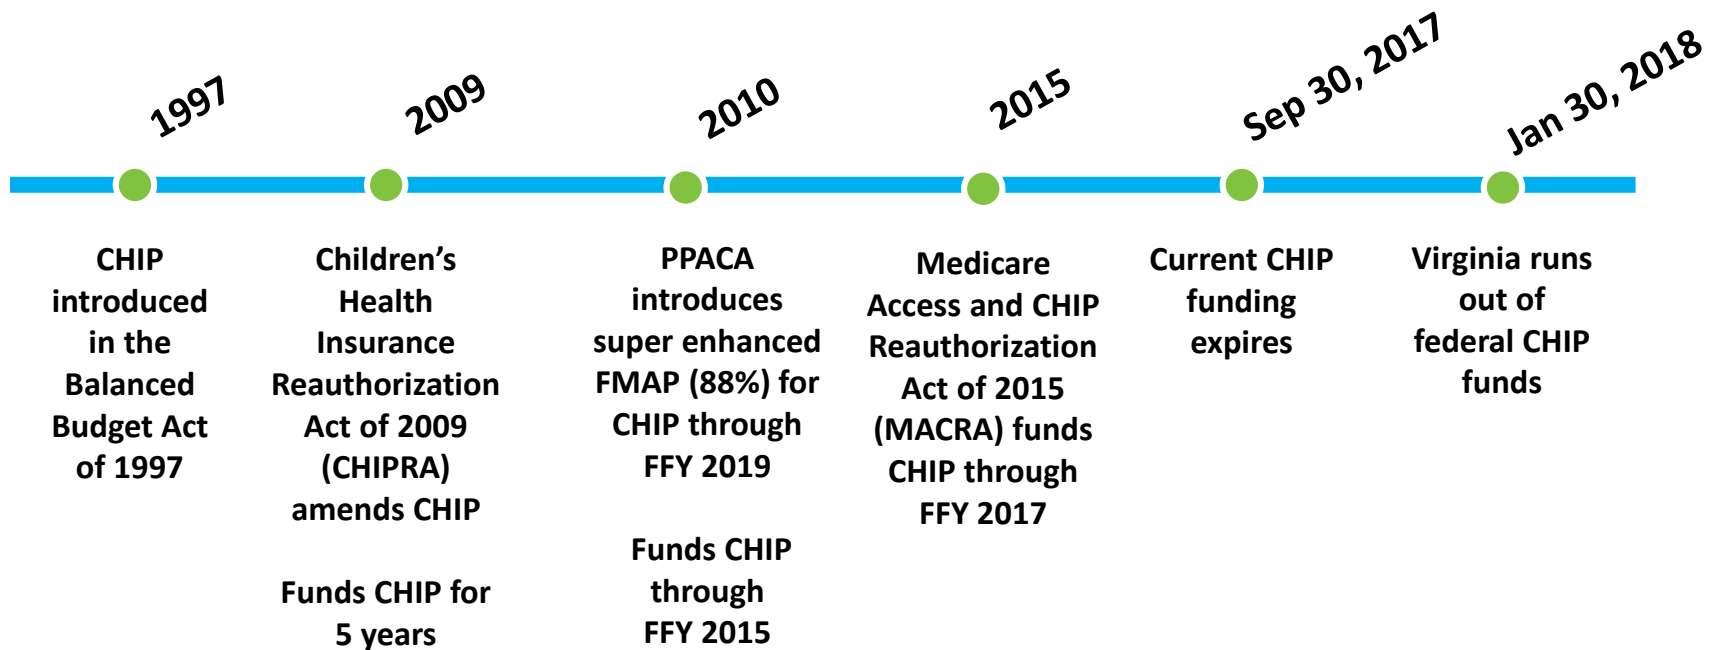 1997
2009
2010
2015
Sep 30, 2017
Jan 30, 2018
CHIP
introduced
in the
Balanced
Budget Act
of 1997
Children’s
Health
Insurance
Reauthorization
Act of 2009
(CHIPRA)
amends CHIP
Funds CHIP for
5 years
PPACA
introduces
super enhanced
FMAP (88%) for
CHIP through
FFY 2019
Funds CHIP
through
FFY 2015
Medicare
Access and CHIP
Reauthorization
Act of 2015
(MACRA) funds
CHIP through
FFY 2017
Current CHIP
funding
expires
Virginia runs
out of
federal CHIP
funds